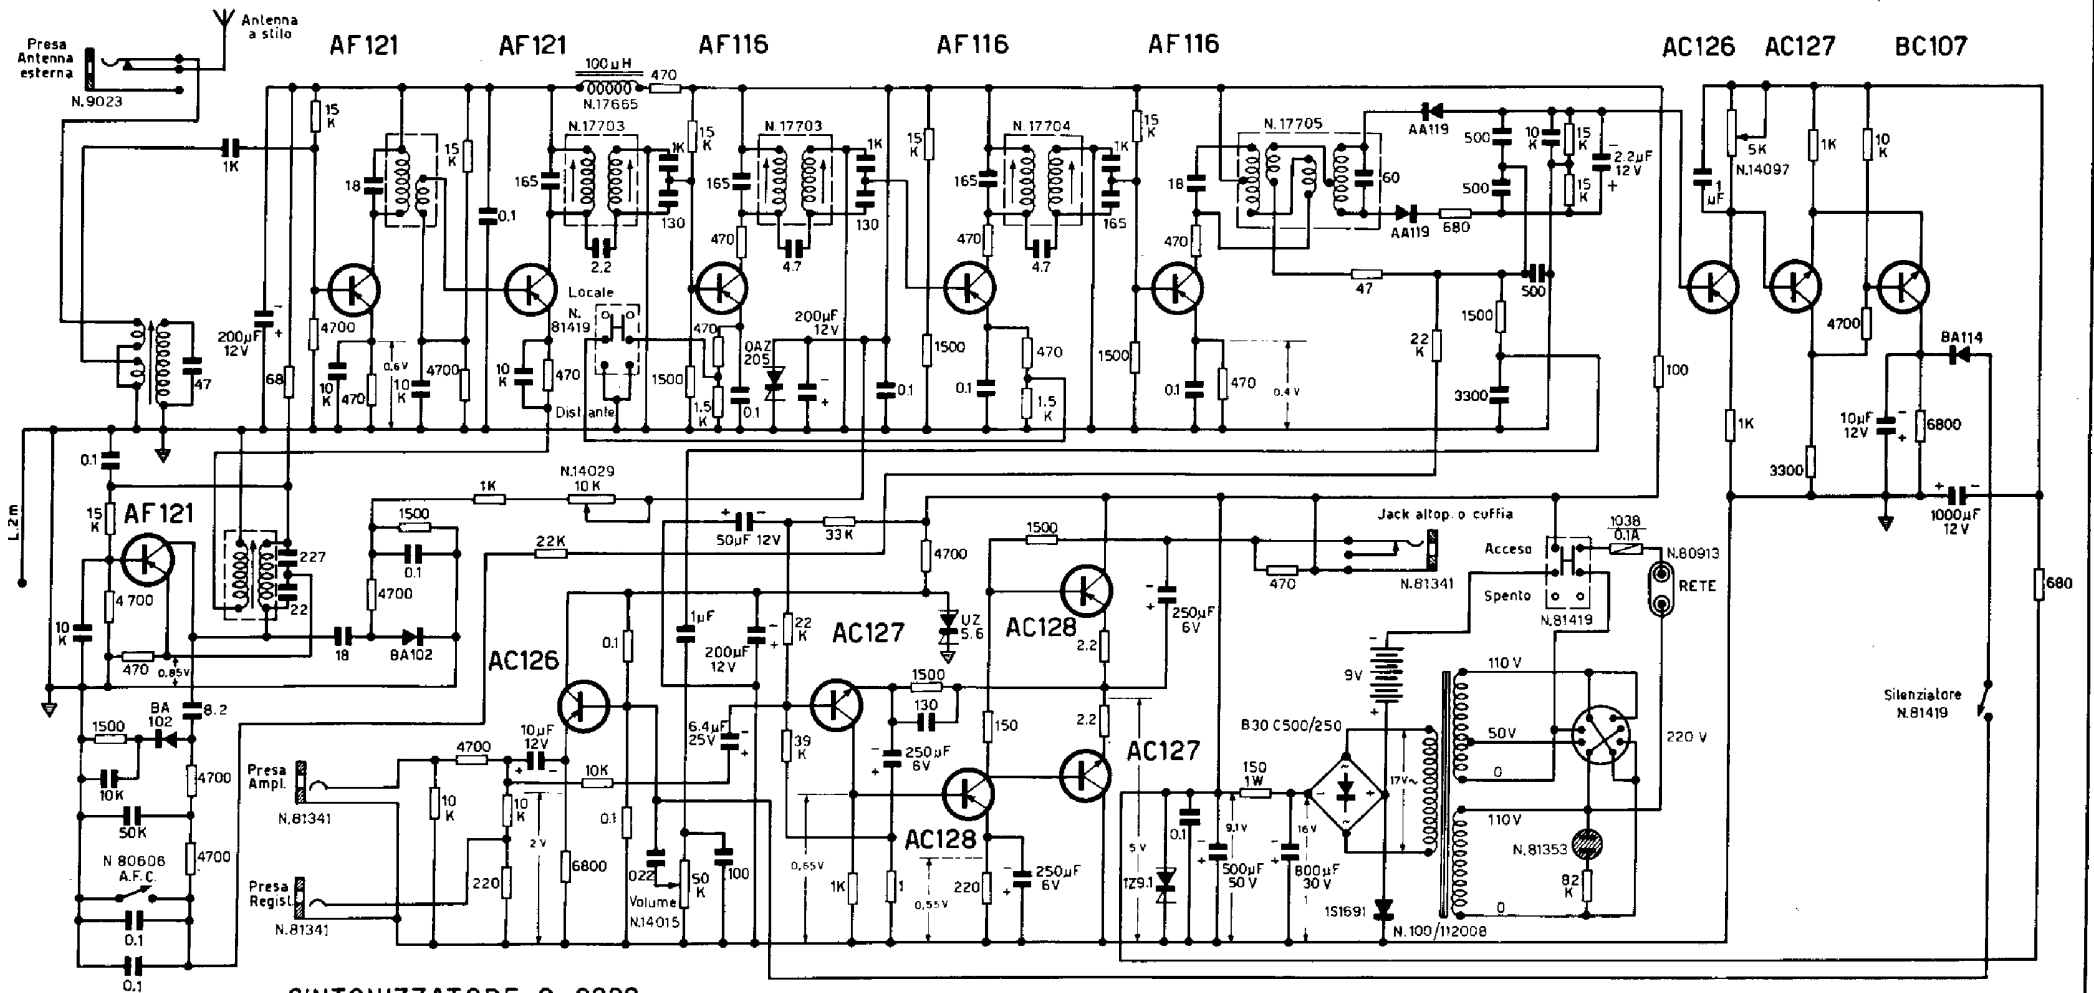 Antenna
a stilo
Presa
Antenna
esterna
N.9023
AF121
AF121
AF116
AF116
AF116
AC126
AC127
BC107
100µH
N.17665
470
1K
15
K
18
15
K
0.1
165
N.17703
1K
130
2.2
15
K
165
N.17703
1K
130
470
4.7
15
K
165
N.17704
1K
165
470
4.7
15
K
18
N.17705
60
470
AA119
AA119
680
500
500
10
K
15
K
15
K
2.2µF
12V
5K
N.14097
1
µF
1K
10
K
47
200µF
12V
68
4700
10
K
470
0.6V
10
K
4700
10
K
470
Locale
N.
81419
Distante
470
1500
1.5
K
OAZ
205
0.1
200µF
12V
0.1
1500
0.1
470
1.5
K
1500
0.1
470
0.4V
47
22
K
500
1500
3300
100
1K
4700
3300
BA114
10µF
12V
6800
1000µF
12V
L.2m
0.1
15
K
AF121
4700
10
K
470
0.85V
227
22
18
BA102
1500
0.1
4700
1K
N.14029
10K
50µF 12V
33K
22K
4700
1500
470
Jack altop. o cuffia
N.81341
Acceso
Spento
N.81419
1038
0.1A
N.80913
RETE
680
BA
102
8.2
1500
10K
50K
4700
4700
N 80606
A.F.C.
0.1
0.1
Presa
Ampl.
N.81341
Presa
Regist.
N.81341
10
K
4700
10µF
12V
10
K
220
10K
2V
AC126
0.1
0.1
6800
1µF
022
Volume
N.14015
50
K
100
200µF
12V
6.4µF
25V
22
K
39
K
AC127
1500
130
250µF
6V
1K
1
0,65V
UZ
5.6
AC128
150
2.2
2.2
250µF
6V
AC128
AC127
220
250µF
6V
0,55V
5V
1Z9.1
0.1
9.1V
500µF
50V
150
1W
16V
800µF
30V
B30 C500/250
17V~
9V
1S1691
N.100/112008
110V
50V
0
110V
0
220V
N.81353
82
K
Silenziatore
N.81419